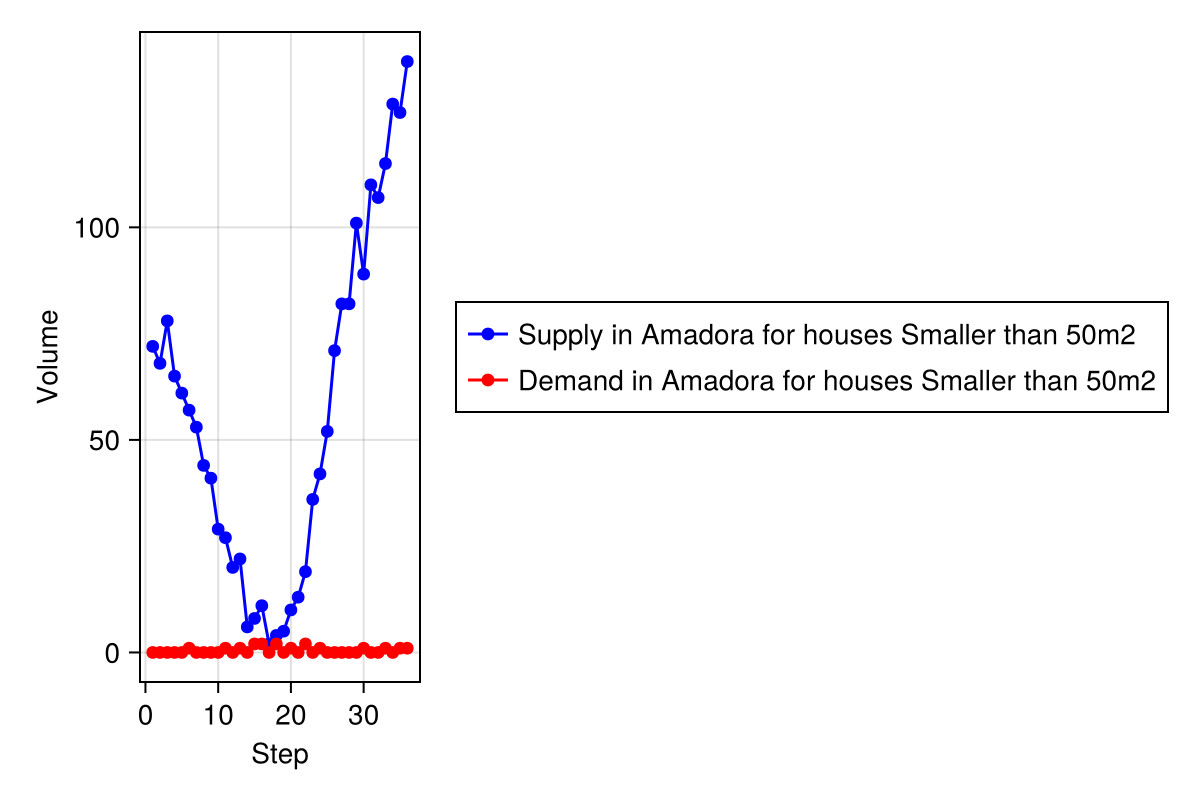 Volume
100
50
0
0 10 20 30
Step
Supply in Amadora for houses Smaller than 50m2
Demand in Amadora for houses Smaller than 50m2